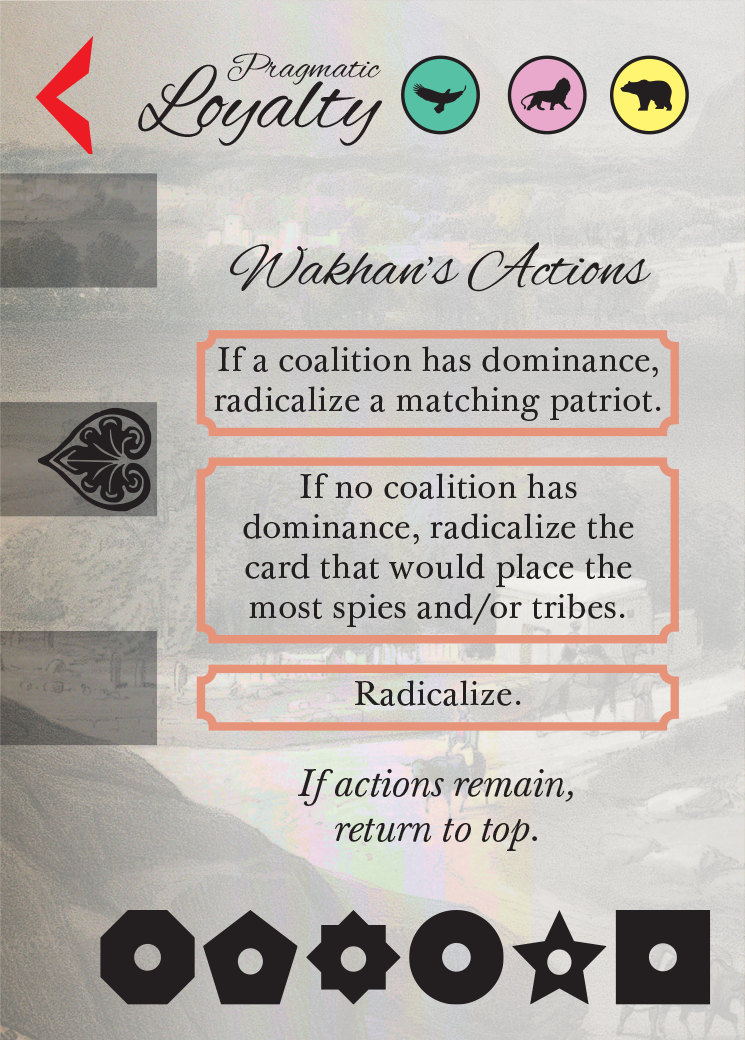 Pragmatic
Loyalty
Wakhan's Actions
If a coalition has dominance,
radicalize a matching patriot.
If no coalition has
dominance, radicalize the
card that would place the
most spies and/or tribes.
Radicalize.
If actions remain,
return to top.